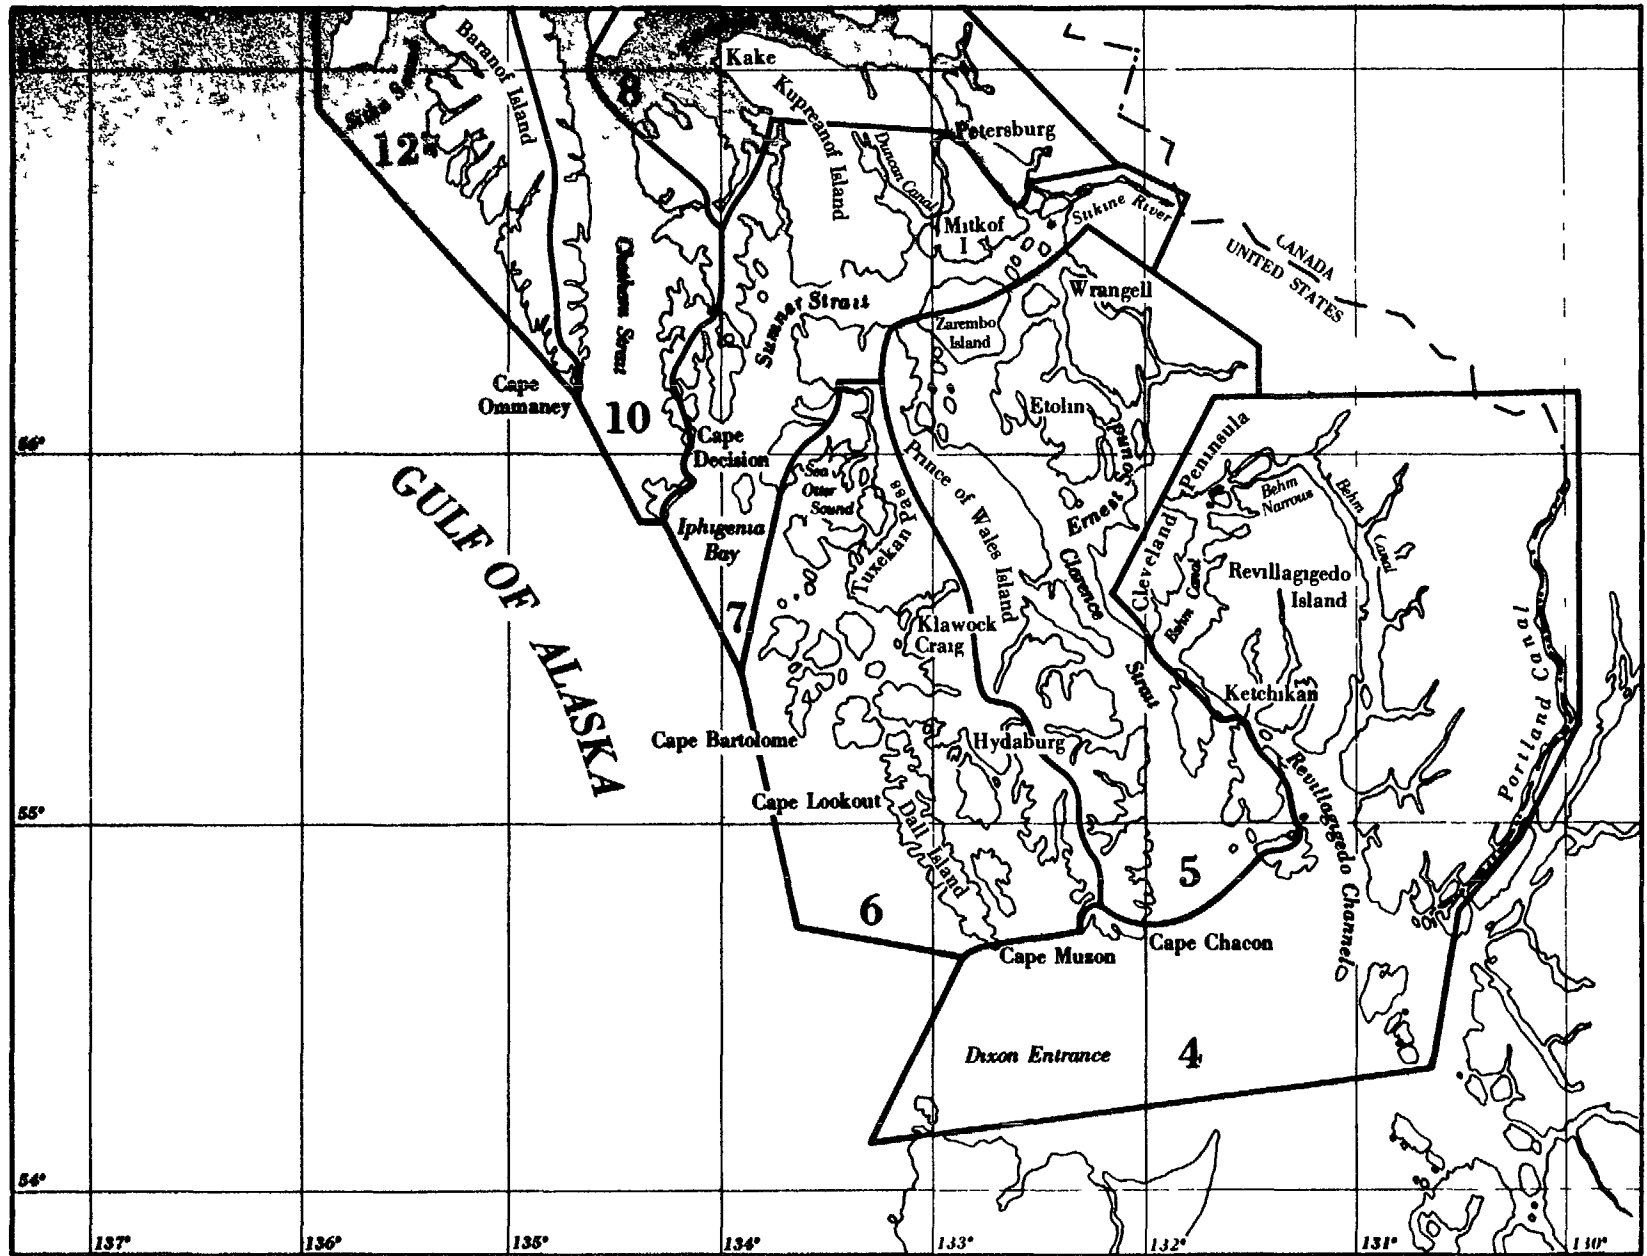 Kake
Baranof Island
8
Sitka Sound
12
Kupreanof Island
Petersburg
Duncan Canal
Stikine River
Mitkof
I
CANADA
UNITED STATES
Chatham Strait
Wrangell
Sumner Strait
Zarembo
Island
Cape
Ommaney
10
Etolin
Cape
Decision
56°
Sea
Otter
Sound
Prince of Wales Island
Ernest Sound
Cleveland Peninsula
Behm
Narrows
Behm Canal
GULF OF ALASKA
Iphigenia
Bay
Tuxekan Pass
Clarence Strait
Behm Canal
Revillagigedo
Island
7
Klawock
Craig
Portland Canal
Ketchikan
Cape Bartolome
Hydaburg
Revillagigedo Channel
Cape Lookout
Dall Island
55°
5
6
Cape Muzon
Cape Chacon
Dixon Entrance
4
54°
137°
136°
135°
134°
133°
132°
131°
130°